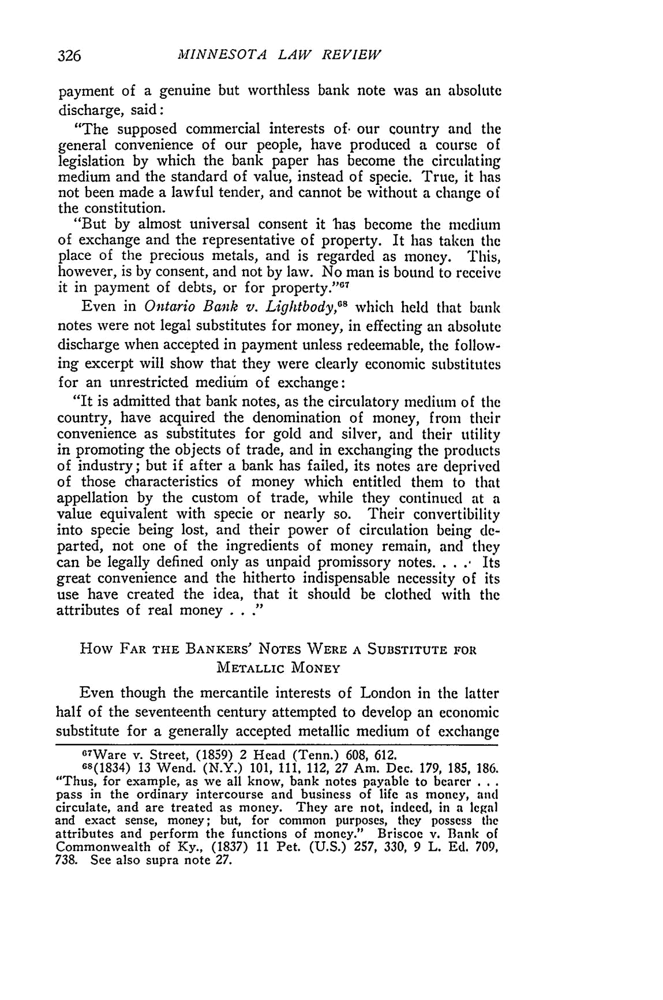 326 MINNESOTA LAW REVIEW
payment of a genuine but worthless bank note was an absolute
discharge, said:
"The supposed commercial interests of our country and the
general convenience of our people, have produced a course of
legislation by which the bank paper has become the circulating
medium and the standard of value, instead of specie. True, it has
not been made a lawful tender, and cannot be without a change of
the constitution.
"But by almost universal consent it has become the medium
of exchange and the representative of property. It has taken the
place of the precious metals, and is regarded as money. This,
however, is by consent, and not by law. No man is bound to receive
it in payment of debts, or for property."67
Even in Ontario Bank v. Lightbody,68 which held that bank
notes were not legal substitutes for money, in effecting an absolute
discharge when accepted in payment unless redeemable, the follow-
ing excerpt will show that they were clearly economic substitutes
for an unrestricted medium of exchange:
"It is admitted that bank notes, as the circulatory medium of the
country, have acquired the denomination of money, from their
convenience as substitutes for gold and silver, and their utility
in promoting the objects of trade, and in exchanging the products
of industry; but if after a bank has failed, its notes are deprived
of those characteristics of money which entitled them to that
appellation by the custom of trade, while they continued at a
value equivalent with specie or nearly so. Their convertibility
into specie being lost, and their power of circulation being de-
parted, not one of the ingredients of money remain, and they
can be legally defined only as unpaid promissory notes. . . . Its
great convenience and the hitherto indispensable necessity of its
use have created the idea, that it should be clothed with the
attributes of real money . . ."
HOW FAR THE BANKERS' NOTES WERE A SUBSTITUTE FOR
METALLIC MONEY
Even though the mercantile interests of London in the latter
half of the seventeenth century attempted to develop an economic
substitute for a generally accepted metallic medium of exchange
67Ware v. Street, (1859) 2 Head (Tenn.) 608, 612.
68(1834) 13 Wend. (N.Y.) 101, 111, 112, 27 Am. Dec. 179, 185, 186.
"Thus, for example, as we all know, bank notes payable to bearer . . .
pass in the ordinary intercourse and business of life as money, and
circulate, and are treated as money. They are not, indeed, in a legal
and exact sense, money; but, for common purposes, they possess the
attributes and perform the functions of money." Briscoe v. Bank of
Commonwealth of Ky., (1837) 11 Pet. (U.S.) 257, 330, 9 L. Ed. 709,
738. See also supra note 27.